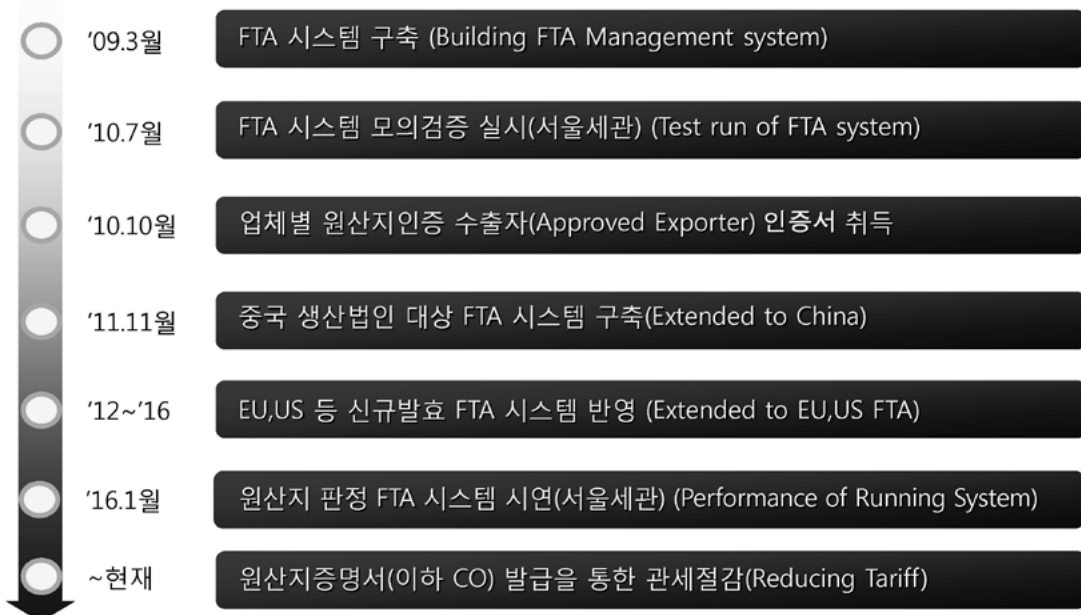 '09.3월 FTA 시스템 구축 (Building FTA Management system)
'10.7월 FTA 시스템 모의검증 실시(서울세관) (Test run of FTA system)
'10.10월 업체별 원산지인증 수출자(Approved Exporter) 인증서 취득
'11.11월 중국 생산법인 대상 FTA 시스템 구축(Extended to China)
'12~'16 EU,US 등 신규발효 FTA 시스템 반영 (Extended to EU,US FTA)
'16.1월 원산지 판정 FTA 시스템 시연(서울세관) (Performance of Running System)
~현재 원산지증명서(이하 CO) 발급을 통한 관세절감(Reducing Tariff)